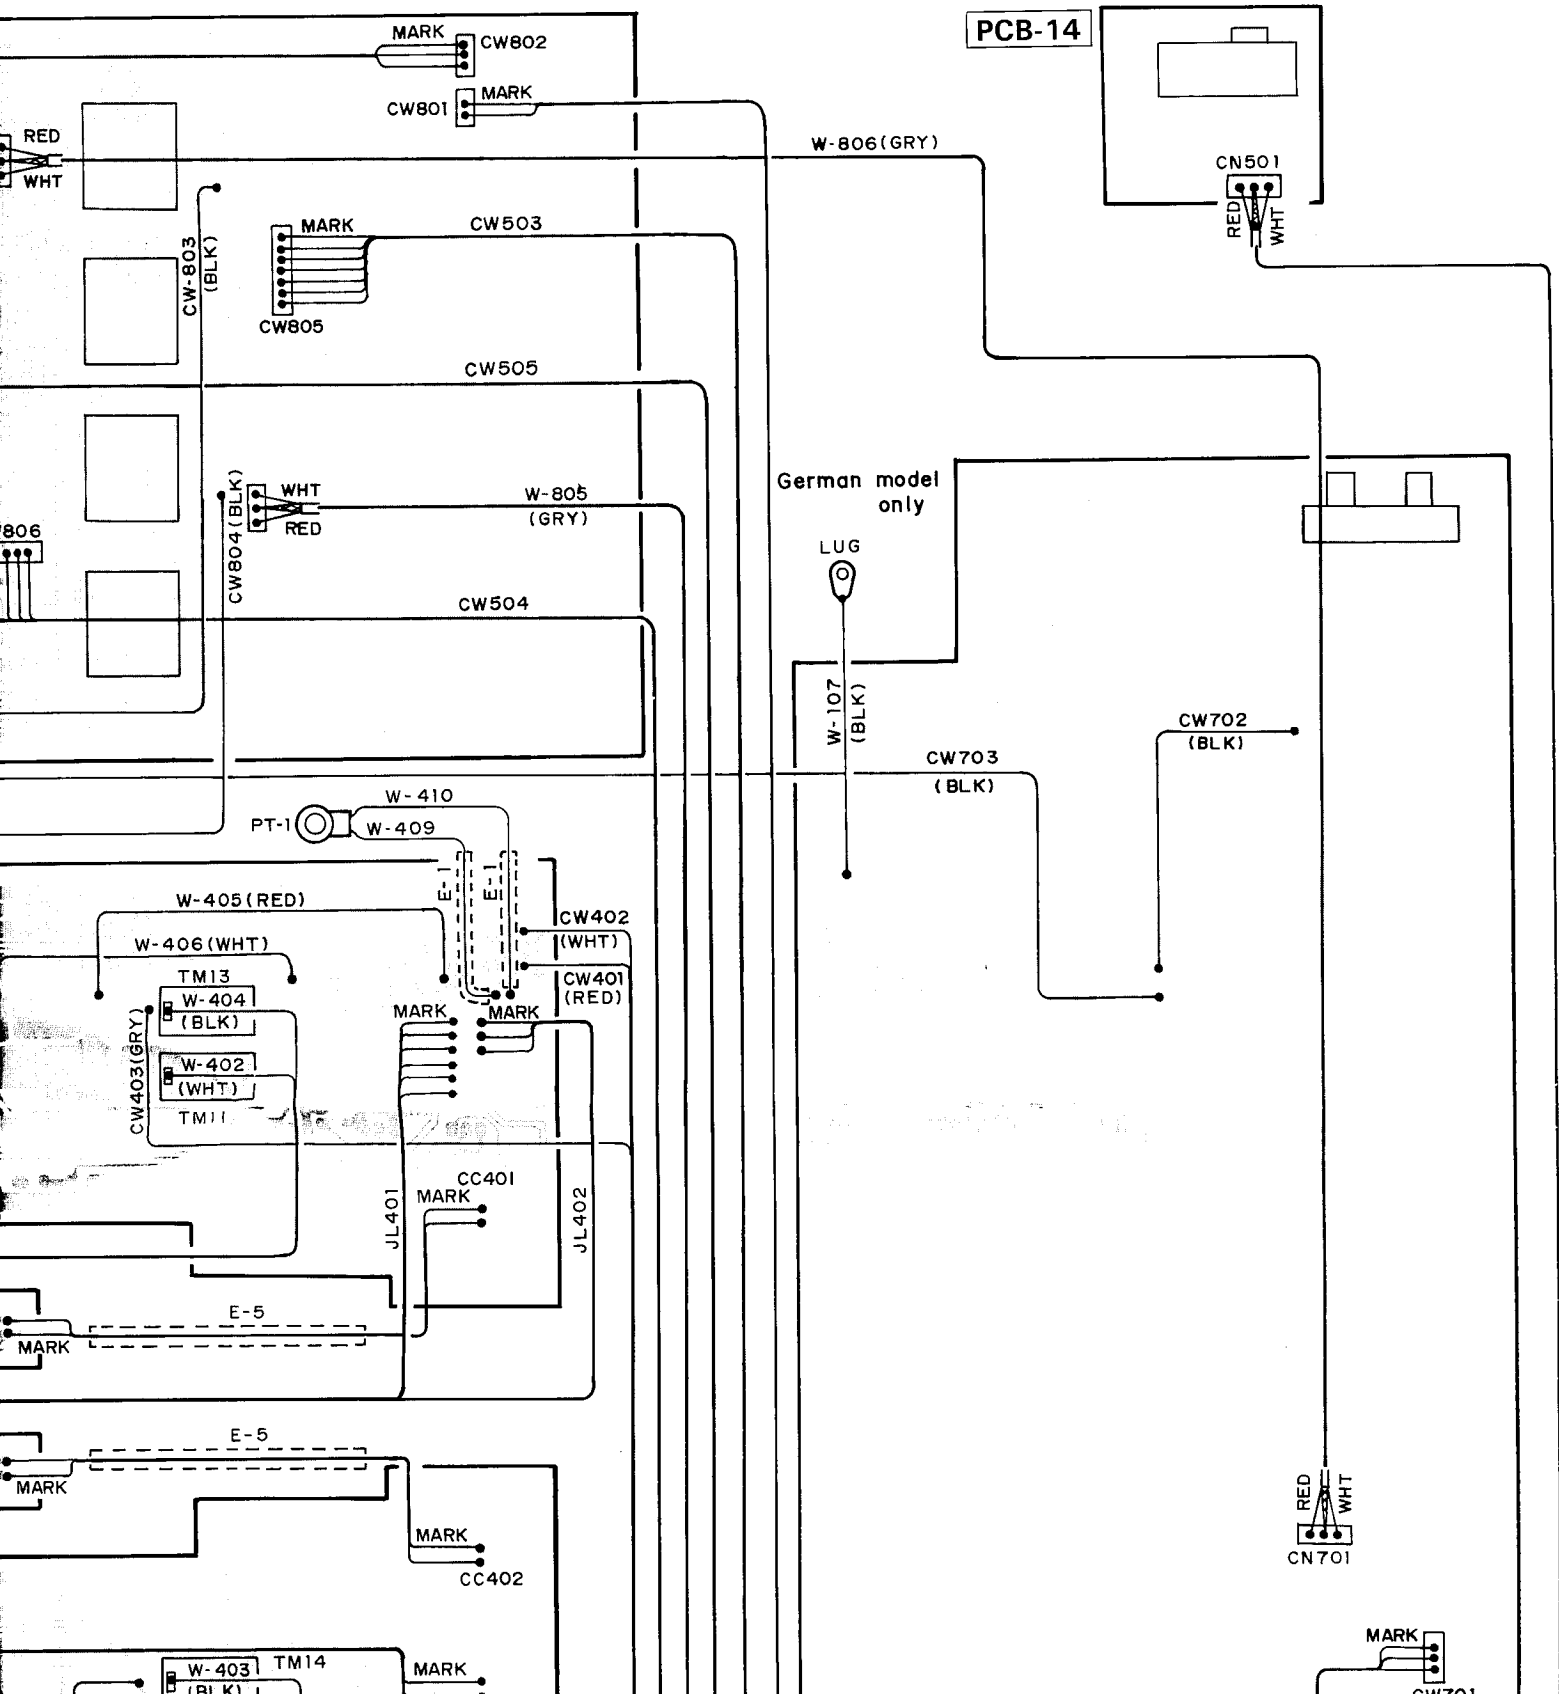 MARK
CW802
PCB-14
CW801
MARK
RED
WHT
W-806(GRY)
CN501
RED
WHT
MARK
CW503
CW-803
(BLK)
CW805
CW505
German model
only
WHT
W-805
(GRY)
RED
CW804(BLK)
806
LUG
CW504
W-107
(BLK)
CW702
(BLK)
CW703
(BLK)
W-410
PT-1
W-409
E-1
E-1
W-405(RED)
CW402
(WHT)
W-406(WHT)
TM13
CW401
(RED)
W-404
(BLK)
MARK
MARK
CW403(GRY)
W-402
(WHT)
TM11
CC401
MARK
JL401
JL402
E-5
MARK
E-5
MARK
RED
WHT
MARK
CN701
CC402
MARK
W-403
TM14
MARK
(BLK)
CW701